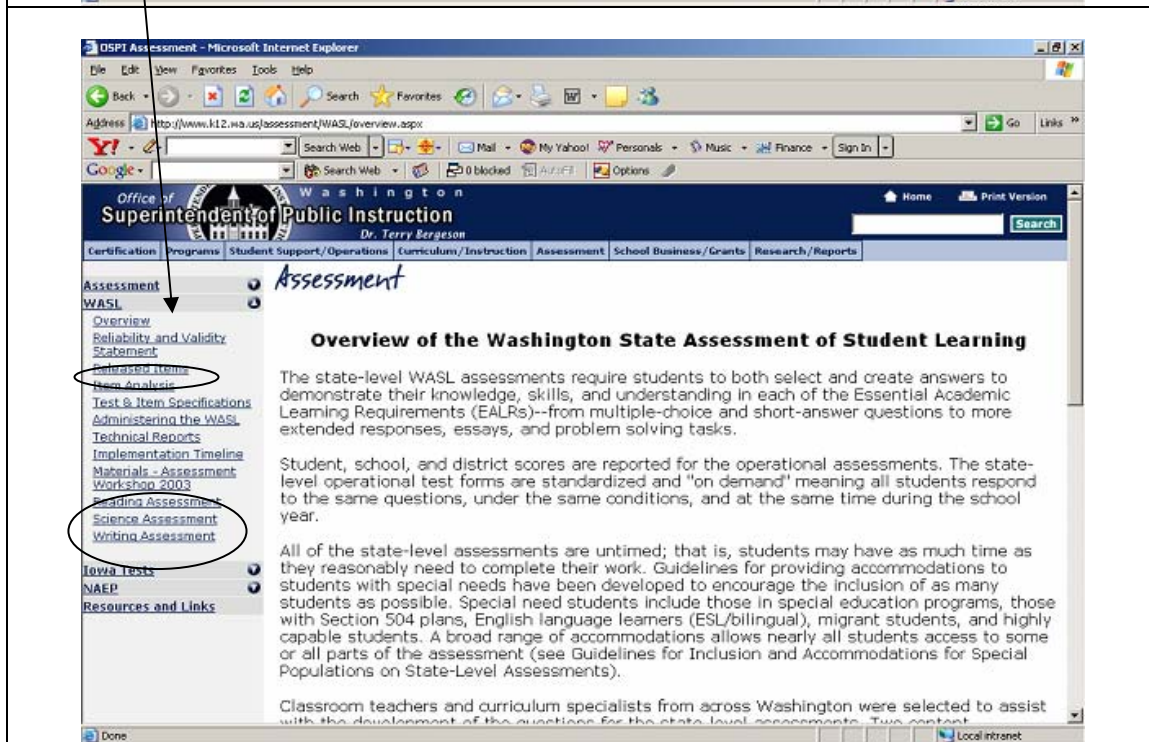 OSPI Assessment - Microsoft Internet Explorer
File Edit View Favorites Tools Help
Back Search Favorites
Address http://www.k12.wa.us/assessment/WASL/overview.aspx Go Links »
Y! Search Web Mail My Yahoo! Personals Music Finance Sign In
Google Search Web 0 blocked AutoFill Options
Office of Washington Home Print Version
Superintendent of Public Instruction
Dr. Terry Bergeson Search
Certification Programs Student Support/Operations Curriculum/Instruction Assessment School Business/Grants Research/Reports
Assessment
WASL
Overview
Reliability and Validity
Statement
Released Items
Item Analysis
Test & Item Specifications
Administering the WASL
Technical Reports
Implementation Timeline
Materials - Assessment
Workshop 2003
Reading Assessment
Science Assessment
Writing Assessment
Iowa Tests
NAEP
Resources and Links
Assessment
Overview of the Washington State Assessment of Student Learning
The state-level WASL assessments require students to both select and create answers to
demonstrate their knowledge, skills, and understanding in each of the Essential Academic
Learning Requirements (EALRs)--from multiple-choice and short-answer questions to more
extended responses, essays, and problem solving tasks.
Student, school, and district scores are reported for the operational assessments. The state-
level operational test forms are standardized and "on demand" meaning all students respond
to the same questions, under the same conditions, and at the same time during the school
year.
All of the state-level assessments are untimed; that is, students may have as much time as
they reasonably need to complete their work. Guidelines for providing accommodations to
students with special needs have been developed to encourage the inclusion of as many
students as possible. Special need students include those in special education programs, those
with Section 504 plans, English language learners (ESL/bilingual), migrant students, and highly
capable students. A broad range of accommodations allows nearly all students access to some
or all parts of the assessment (see Guidelines for Inclusion and Accommodations for Special
Populations on State-Level Assessments).
Classroom teachers and curriculum specialists from across Washington were selected to assist
with the development of the questions for the state-level assessments. Two content
Done Local intranet